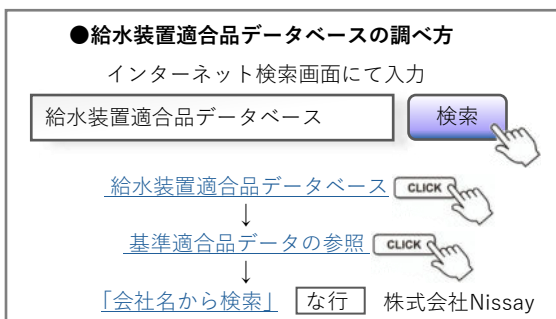 ●給水装置適合品データベースの調べ方
インターネット検索画面にて入力
給水装置適合品データベース 検索
給水装置適合品データベース CLICK
↓
基準適合品データの参照 CLICK
↓
「会社名から検索」 な行 株式会社Nissay